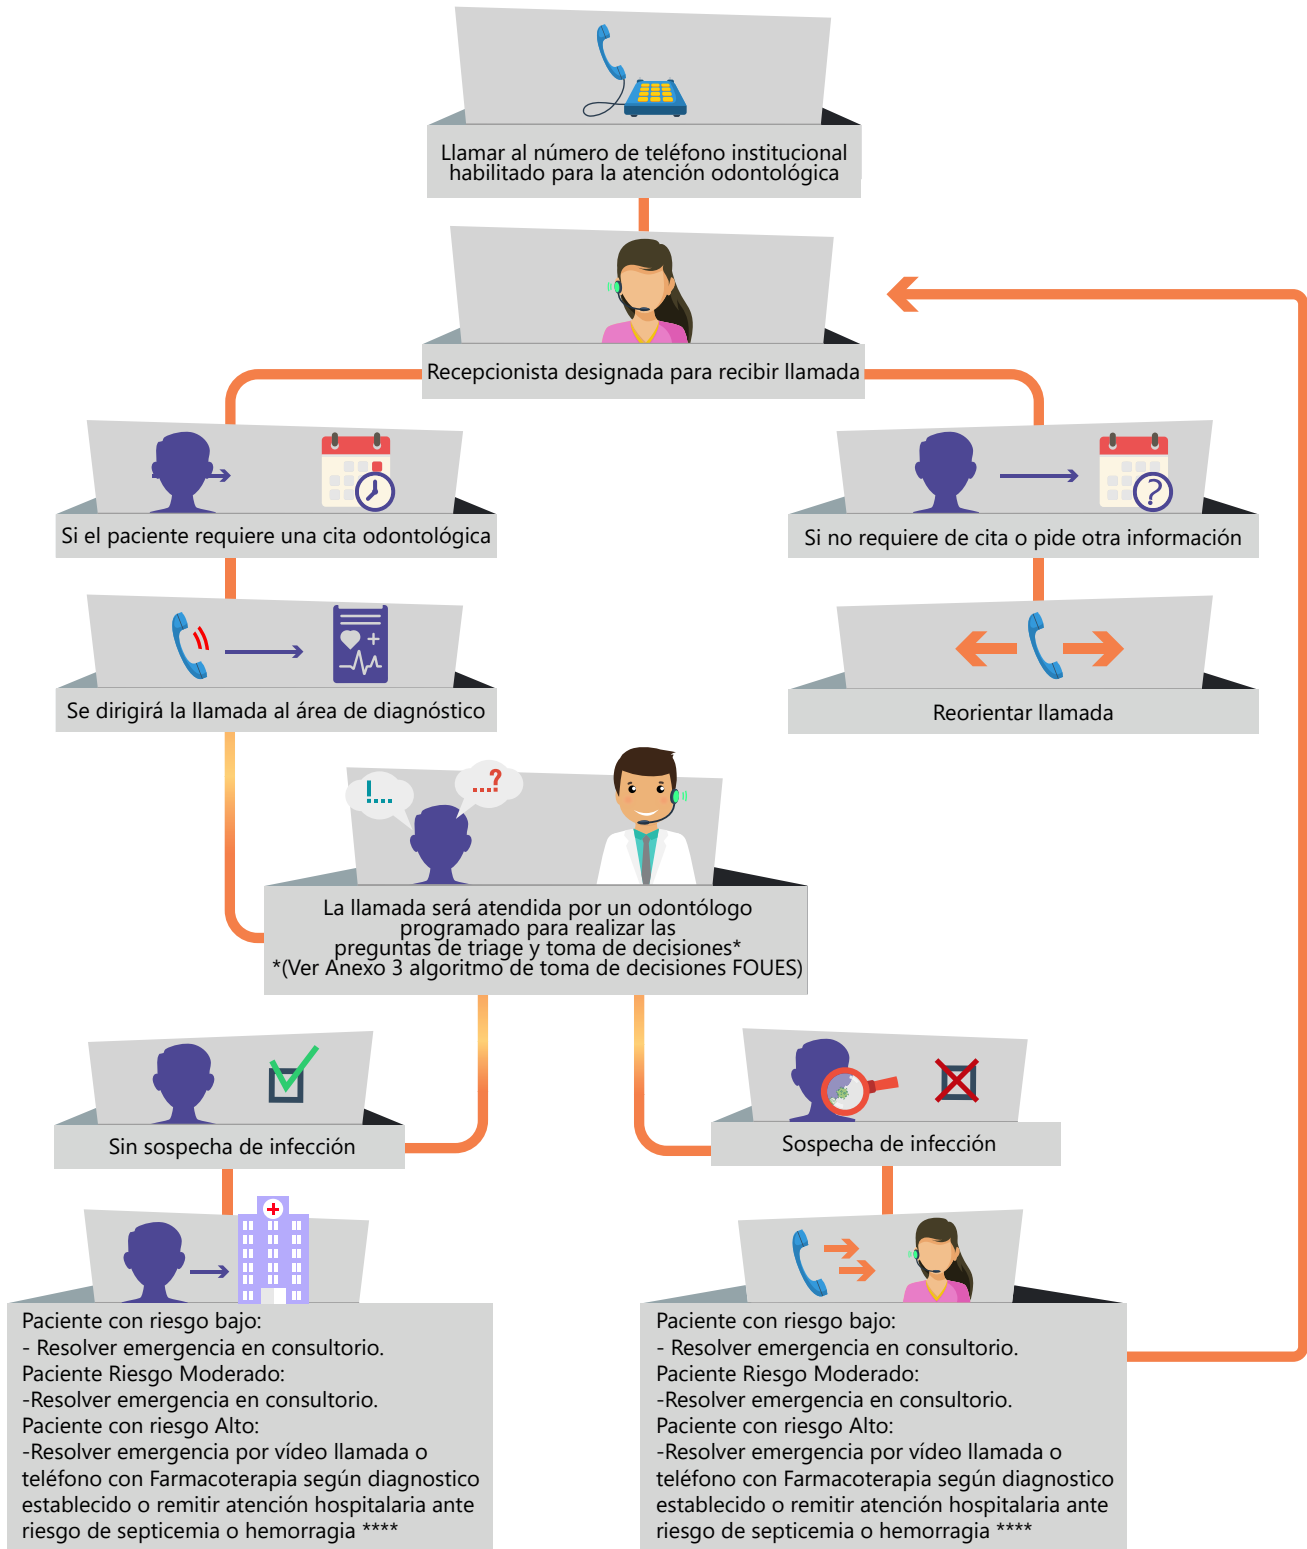 Llamar al número de teléfono institucional
habilitado para la atención odontológica
Recepcionista designada para recibir llamada
Si el paciente requiere una cita odontológica
Si no requiere de cita o pide otra información
Se dirigirá la llamada al área de diagnóstico
Reorientar llamada
!....
....?
La llamada será atendida por un odontólogo
programado para realizar las
preguntas de triage y toma de decisiones*
*(Ver Anexo 3 algoritmo de toma de decisiones FOUES)
Sin sospecha de infección
Sospecha de infección
Paciente con riesgo bajo:
- Resolver emergencia en consultorio.
Paciente Riesgo Moderado:
-Resolver emergencia en consultorio.
Paciente con riesgo Alto:
-Resolver emergencia por vídeo llamada o
teléfono con Farmacoterapia según diagnostico
establecido o remitir atención hospitalaria ante
riesgo de septicemia o hemorragia ****
Paciente con riesgo bajo:
- Resolver emergencia en consultorio.
Paciente Riesgo Moderado:
-Resolver emergencia en consultorio.
Paciente con riesgo Alto:
-Resolver emergencia por vídeo llamada o
teléfono con Farmacoterapia según diagnostico
establecido o remitir atención hospitalaria ante
riesgo de septicemia o hemorragia ****